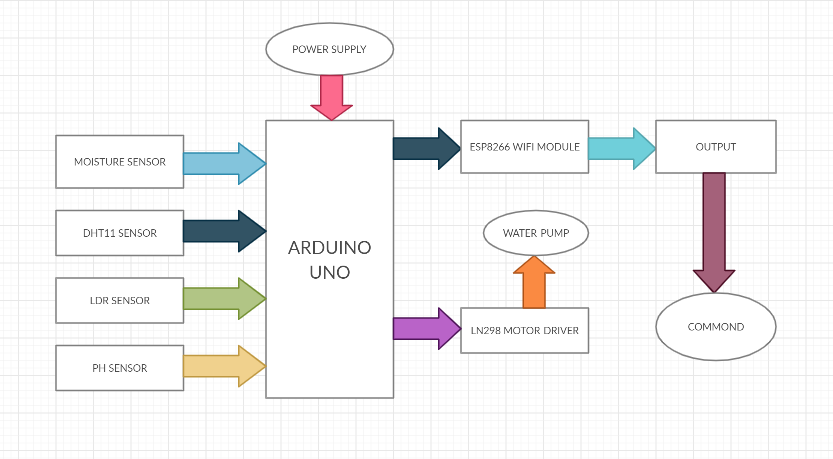 POWER SUPPLY
MOISTURE SENSOR
DHT11 SENSOR
LDR SENSOR
PH SENSOR
ARDUINO
UNO
ESP8266 WIFI MODULE
OUTPUT
WATER PUMP
LN298 MOTOR DRIVER
COMMOND